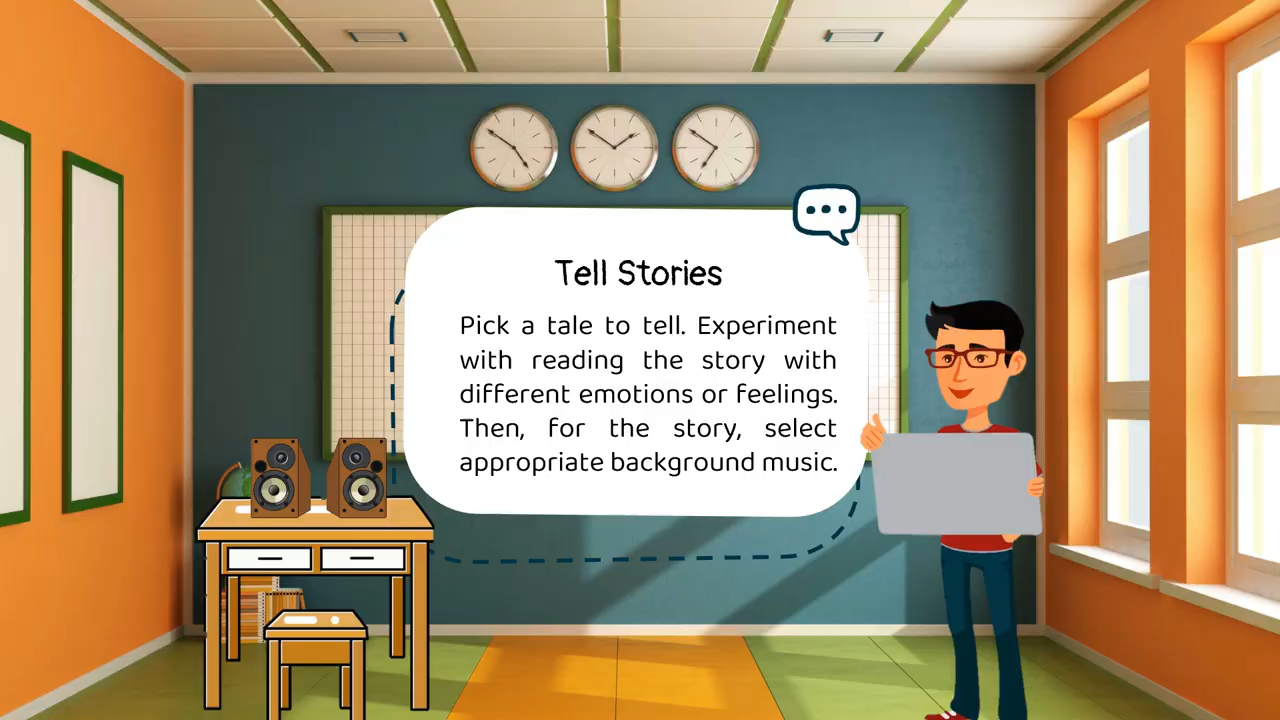 Tell Stories
Pick a tale to tell. Experiment
with reading the story with
different emotions or feelings.
Then, for the story, select
appropriate background music.